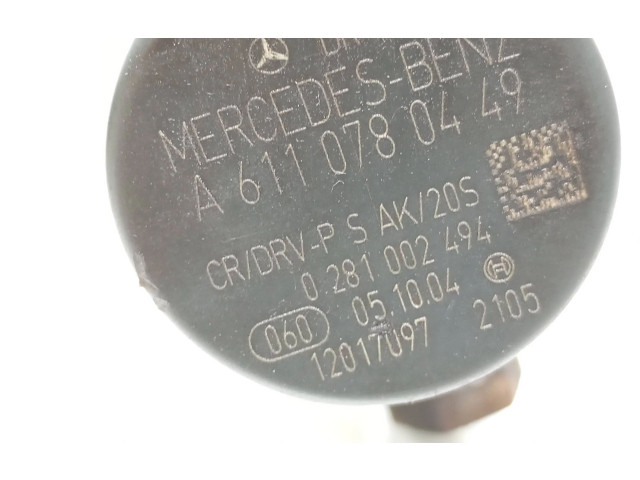 MERCEDES-BENZ
A 611 078 04 49
CR/DRV-P S AK/20S
0 281 002 494
060 05.10.04
12017097 2105